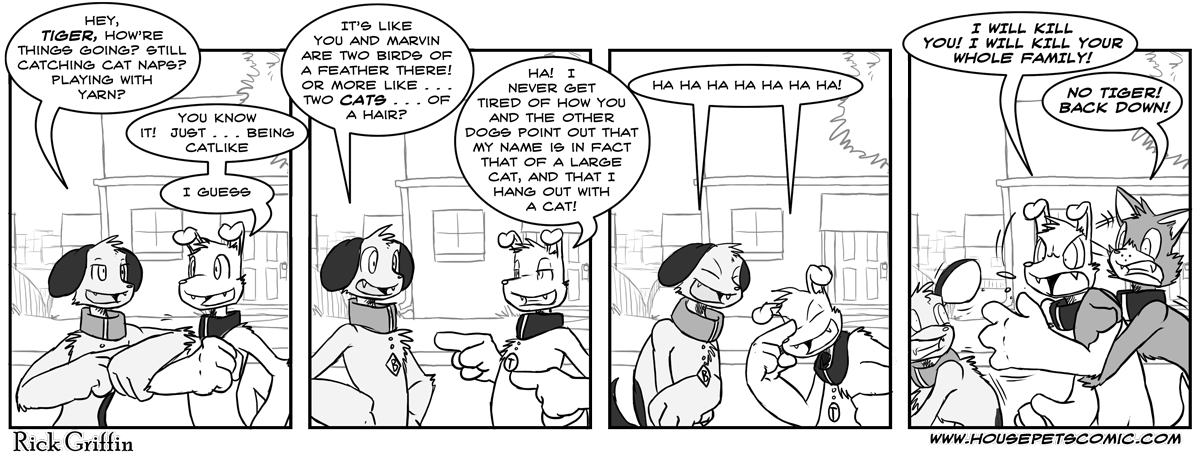 HEY,
TIGER, HOW'RE
THINGS GOING? STILL
CATCHING CAT NAPS?
PLAYING WITH
YARN?
YOU KNOW
IT! JUST . . . BEING
CATLIKE
I GUESS
IT'S LIKE
YOU AND MARVIN
ARE TWO BIRDS OF
A FEATHER THERE!
OR MORE LIKE . . .
TWO CATS . . . OF
A HAIR?
HA! I
NEVER GET
TIRED OF HOW YOU
AND THE OTHER
DOGS POINT OUT THAT
MY NAME IS IN FACT
THAT OF A LARGE
CAT, AND THAT I
HANG OUT WITH
A CAT!
B
T
HA HA HA HA HA HA HA HA!
B
T
I WILL KILL
YOU! I WILL KILL YOUR
WHOLE FAMILY!
NO TIGER!
BACK DOWN!
Rick Griffin
WWW.HOUSEPETSCOMIC.COM